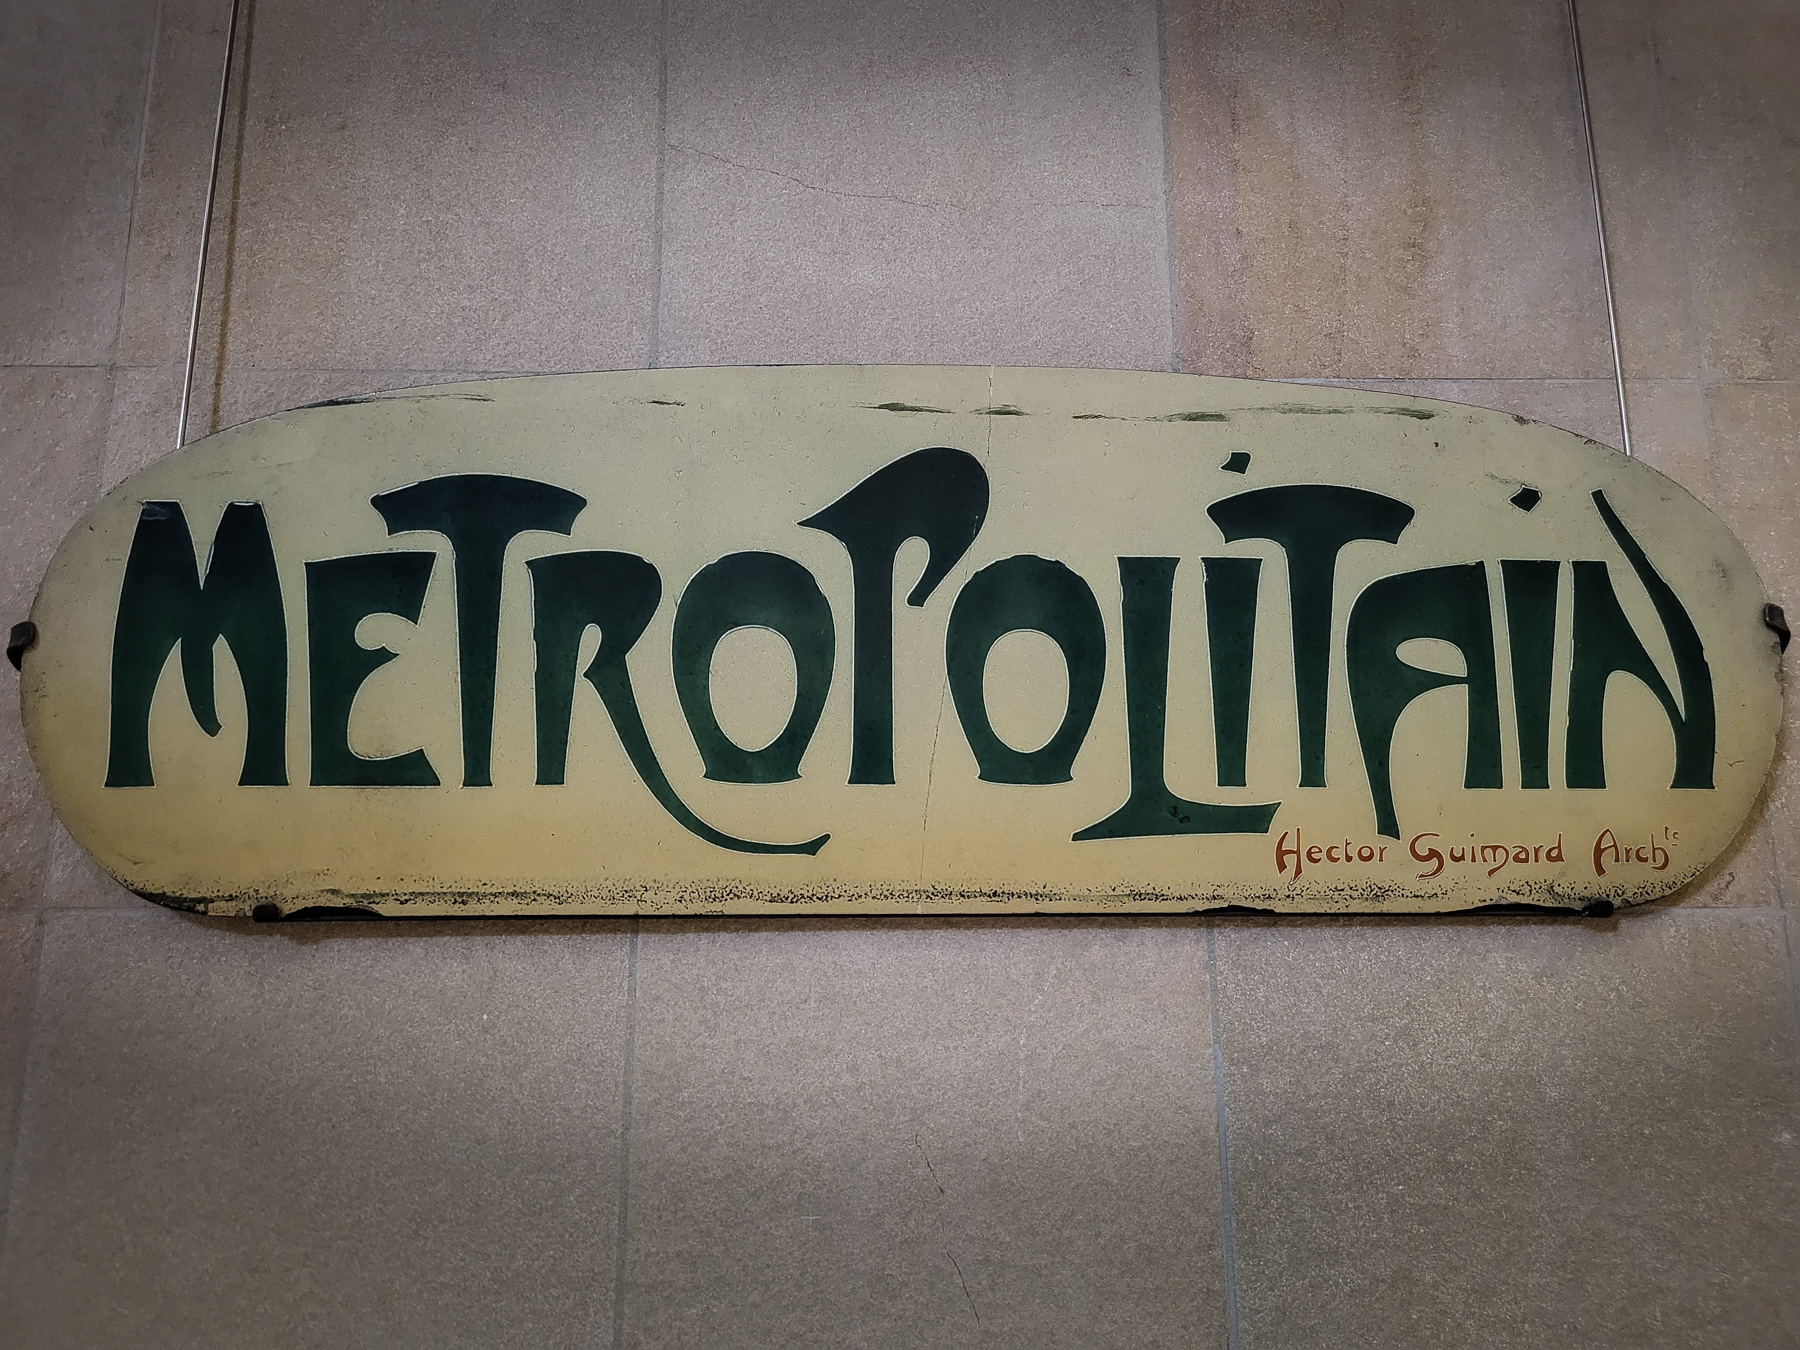 METROPOLiTAiN
Hector Guimard Archte